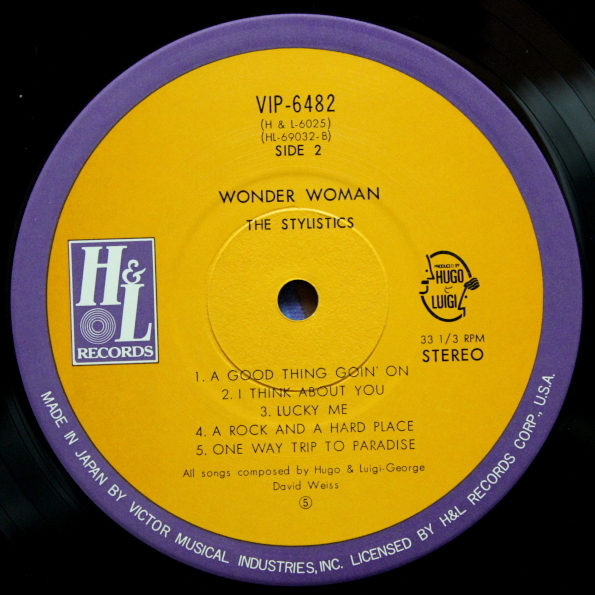 VIP-6482
(H & L-6025)
(HL-69032-B)
SIDE 2
WONDER WOMAN
THE STYLISTICS
H&L
RECORDS
PRODUCED BY
HUGO
&
LUIGI
33 1/3 RPM
STEREO
1. A GOOD THING GOIN' ON
2. I THINK ABOUT YOU
3. LUCKY ME
4. A ROCK AND A HARD PLACE
5. ONE WAY TRIP TO PARADISE
All songs composed by Hugo & Luigi-George
David Weiss
⑤
MADE IN JAPAN BY VICTOR MUSICAL INDUSTRIES, INC. LICENSED BY H&L RECORDS CORP., U.S.A.